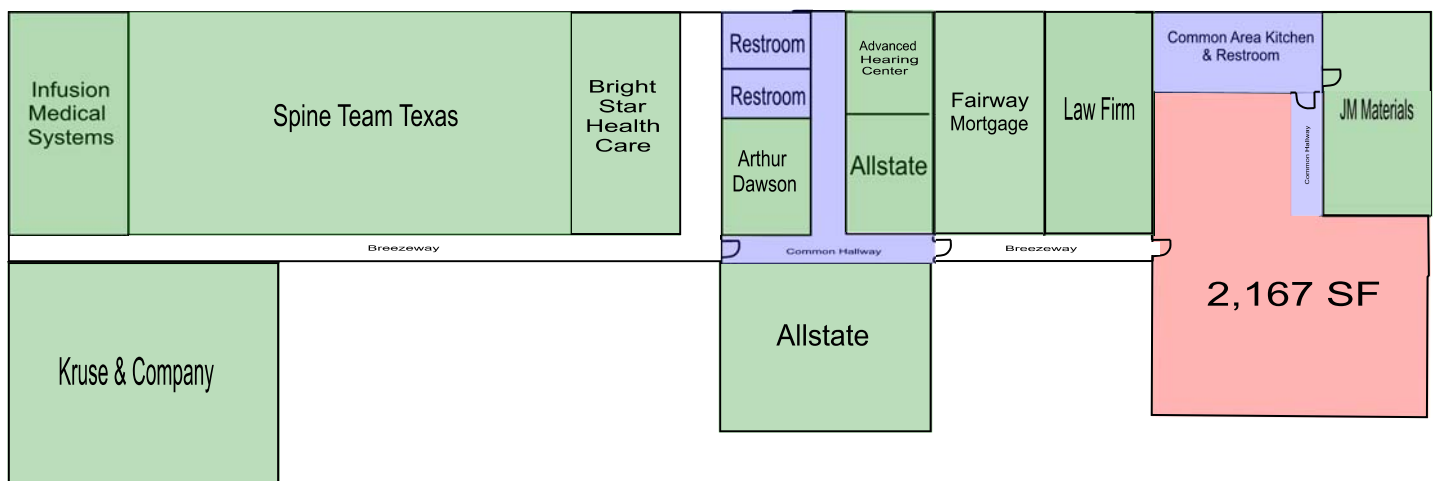 Infusion
Medical
Systems
Spine Team Texas
Bright
Star
Health
Care
Restroom
Restroom
Arthur
Dawson
Advanced
Hearing
Center
Allstate
Fairway
Mortgage
Law Firm
Common Area Kitchen
& Restroom
Common Hallway
JM Materials
Breezeway
Common Hallway
Breezeway
2,167 SF
Kruse & Company
Allstate